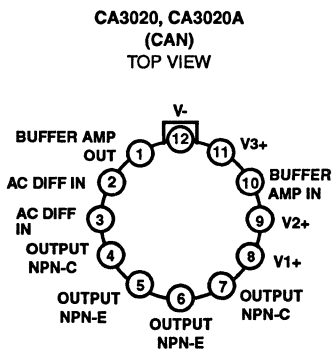 CA3020, CA3020A
(CAN)
TOP VIEW
V-
BUFFER AMP
OUT
12
V3+
1
11
AC DIFF IN
2
10
BUFFER
AMP IN
AC DIFF
IN
3
9
V2+
OUTPUT
NPN-C
4
8
V1+
OUTPUT
NPN-E
5
6
7
OUTPUT
NPN-C
OUTPUT
NPN-E